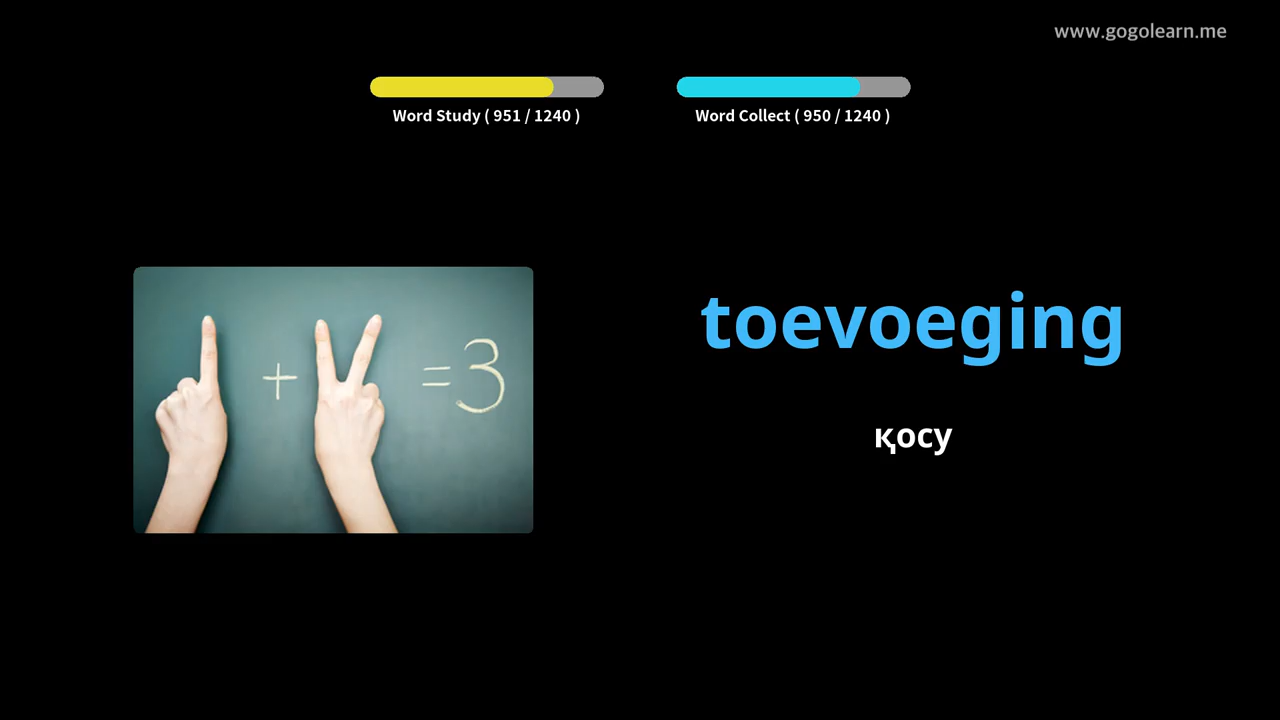 www.gogolearn.me
Word Study ( 951 / 1240 )
Word Collect ( 950 / 1240 )
+ = 3
toevoeging
қосу